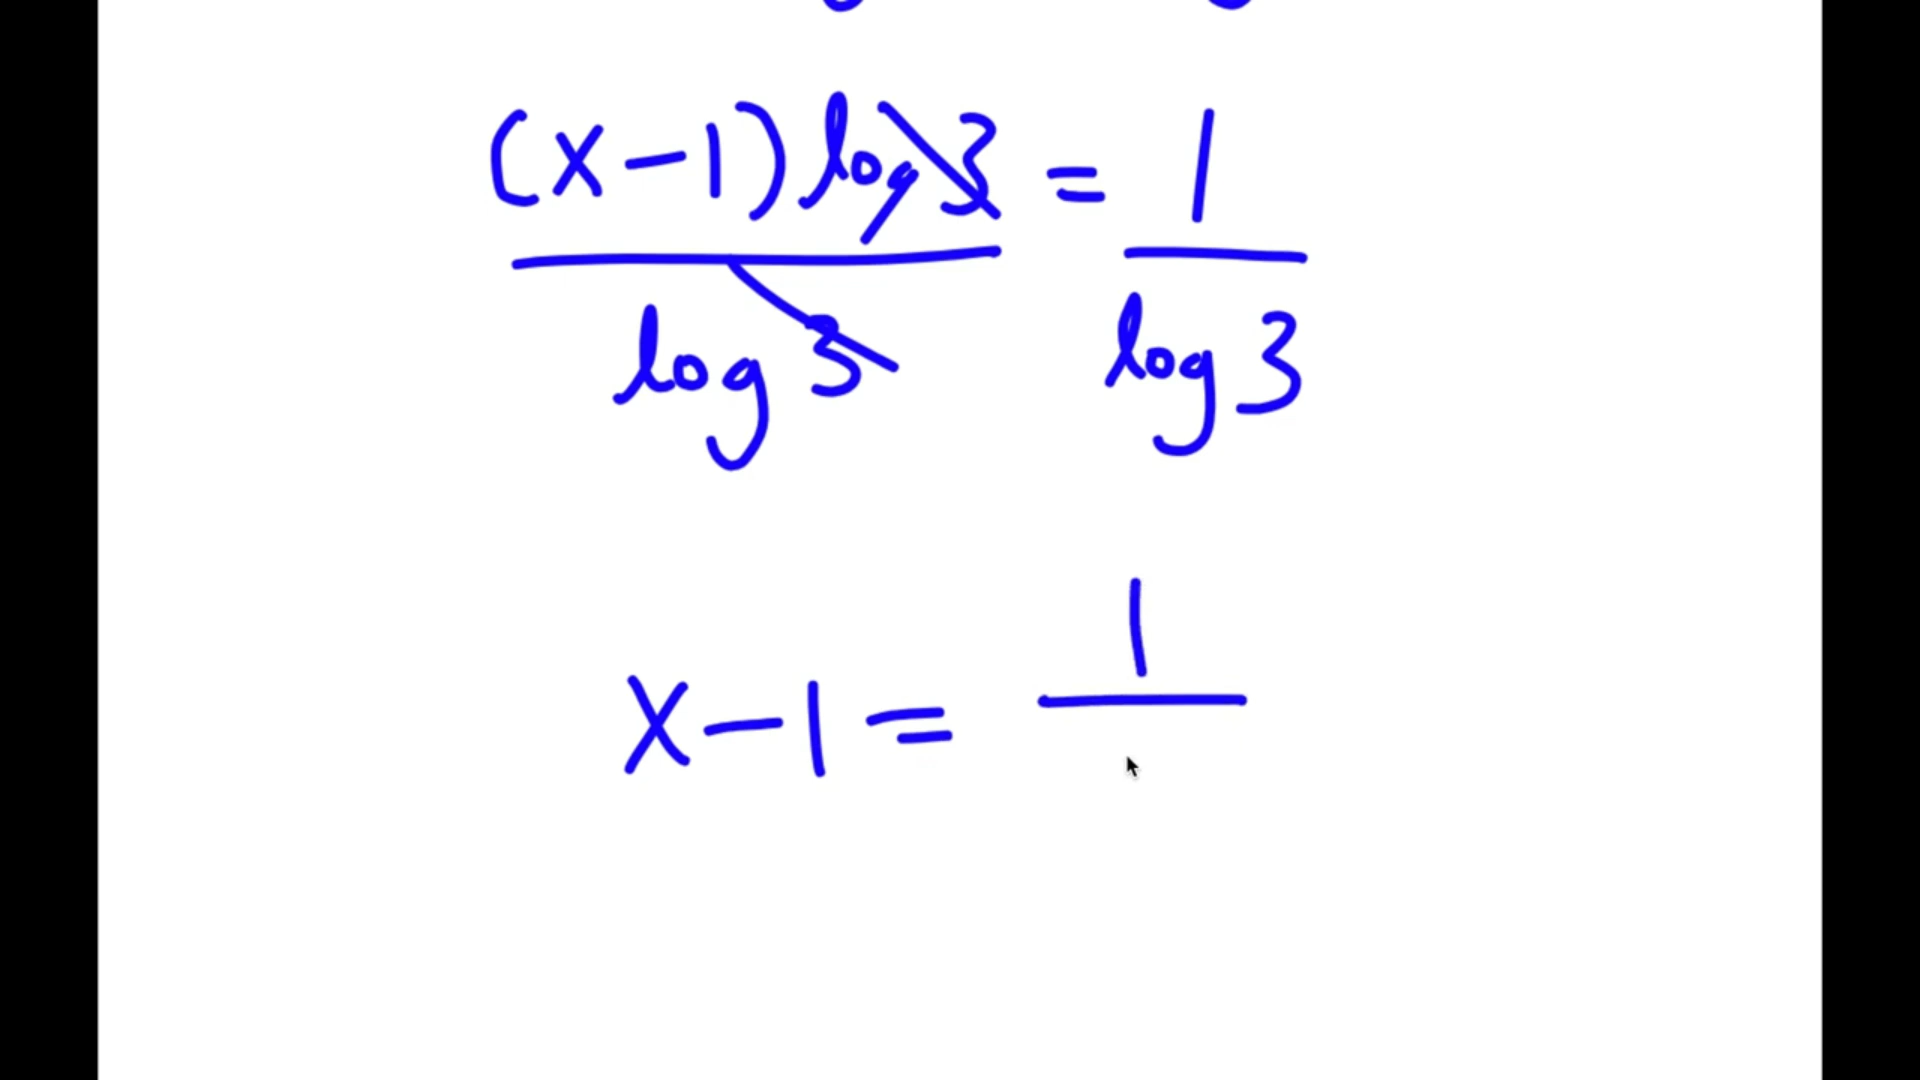 (x-1) log 3 = 1
log 3 log 3
x-1 = 1